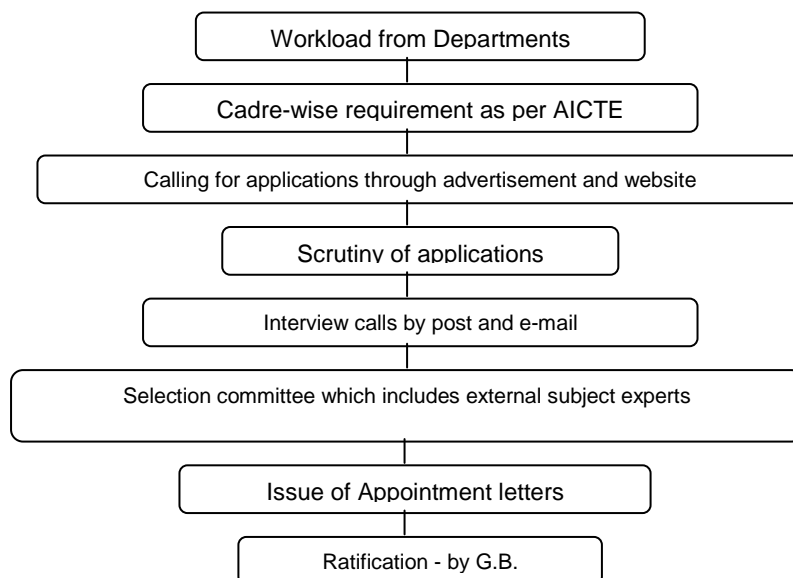 Workload from Departments
Cadre-wise requirement as per AICTE
Calling for applications through advertisement and website
Scrutiny of applications
Interview calls by post and e-mail
Selection committee which includes external subject experts
Issue of Appointment letters
Ratification - by G.B.